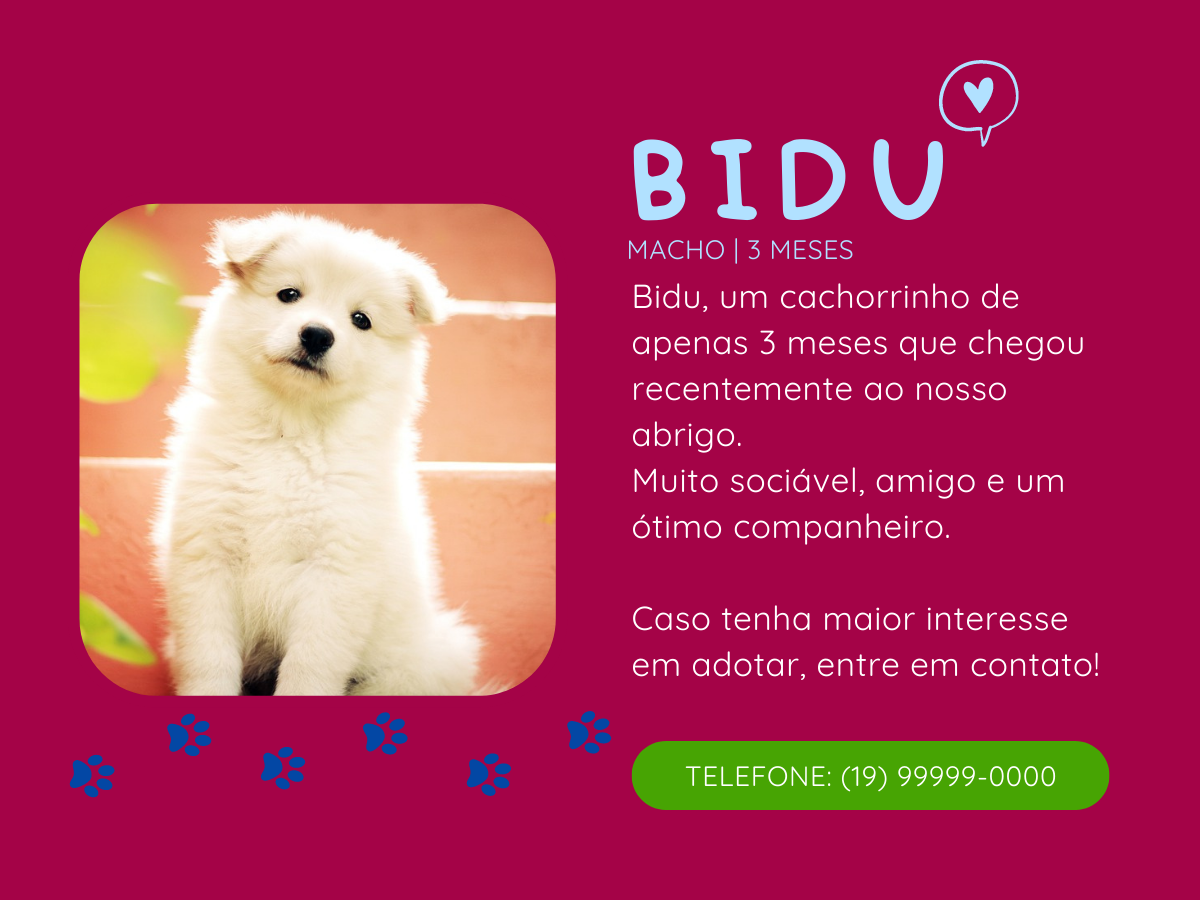 BIDU
MACHO | 3 MESES
Bidu, um cachorrinho de
apenas 3 meses que chegou
recentemente ao nosso
abrigo.
Muito sociável, amigo e um
ótimo companheiro.
Caso tenha maior interesse
em adotar, entre em contato!
TELEFONE: (19) 99999-0000